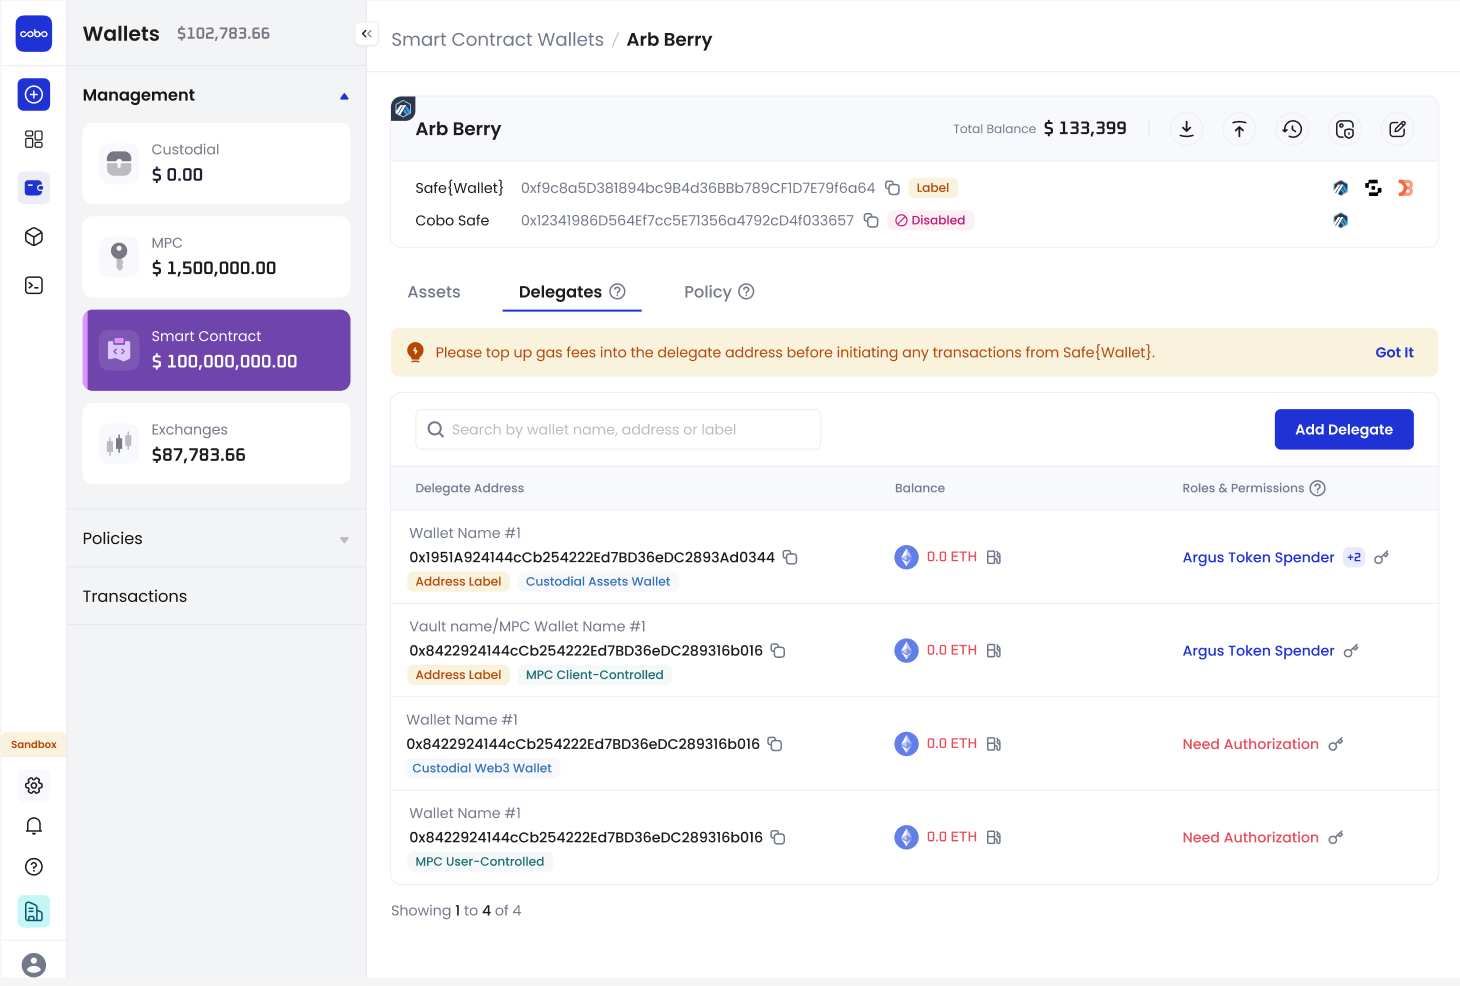 cobo
Wallets $102,783.66
Smart Contract Wallets / Arb Berry
Management
Custodial
$ 0.00
MPC
$ 1,500,000.00
Smart Contract
$ 100,000,000.00
Exchanges
$87,783.66
Policies
Transactions
Sandbox
Arb Berry
Total Balance $ 133,399
Safe{Wallet} 0xf9c8a5D381894bc9B4d36BBb789CF1D7E79f6a64 Label
Cobo Safe 0x12341986D564Ef7cc5E71356a4792cD4f033657 Disabled
Assets Delegates Policy
Please top up gas fees into the delegate address before initiating any transactions from Safe{Wallet}. Got It
Search by wallet name, address or label Add Delegate
Delegate Address Balance Roles & Permissions
Wallet Name #1
0x1951A924144cCb254222Ed7BD36eDC2893Ad0344 0.0 ETH Argus Token Spender +2
Address Label Custodial Assets Wallet
Vault name/MPC Wallet Name #1
0x8422924144cCb254222Ed7BD36eDC289316b016 0.0 ETH Argus Token Spender
Address Label MPC Client-Controlled
Wallet Name #1
0x8422924144cCb254222Ed7BD36eDC289316b016 0.0 ETH Need Authorization
Custodial Web3 Wallet
Wallet Name #1
0x8422924144cCb254222Ed7BD36eDC289316b016 0.0 ETH Need Authorization
MPC User-Controlled
Showing 1 to 4 of 4